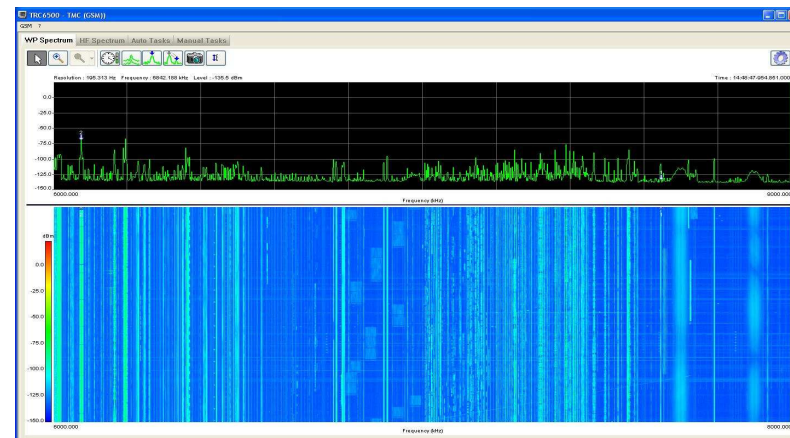 TRC6500 - TMC (GSM))
GSM ?
WP Spectrum HF Spectrum Auto Tasks Manual Tasks
Resolution : 195.313 Hz Frequency : 6842.188 kHz Level : -135.5 dBm Time : 14:48:47-954.851.000
0.0
-25.0
-50.0
-75.0
-100.0
-125.0
-150.0
6000.000 8000.000
Frequency (kHz)
dBm
0.0
-25.0
-50.0
-75.0
-100.0
-125.0
-150.0
6000.000 8000.000
Frequency (kHz)